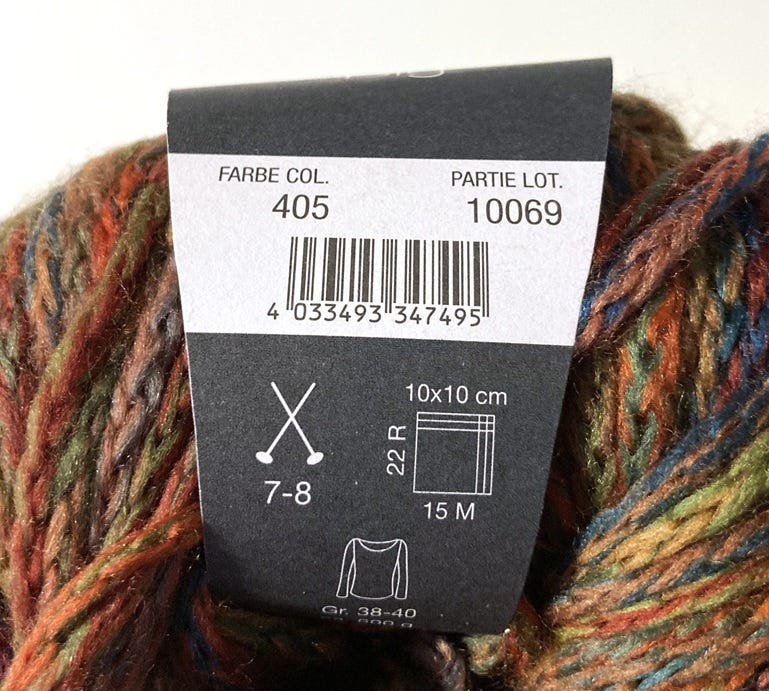 FARBE COL.
405
PARTIE LOT.
10069
4 033493 347495
7-8
10x10 cm
22 R
15 M
Gr. 38-40